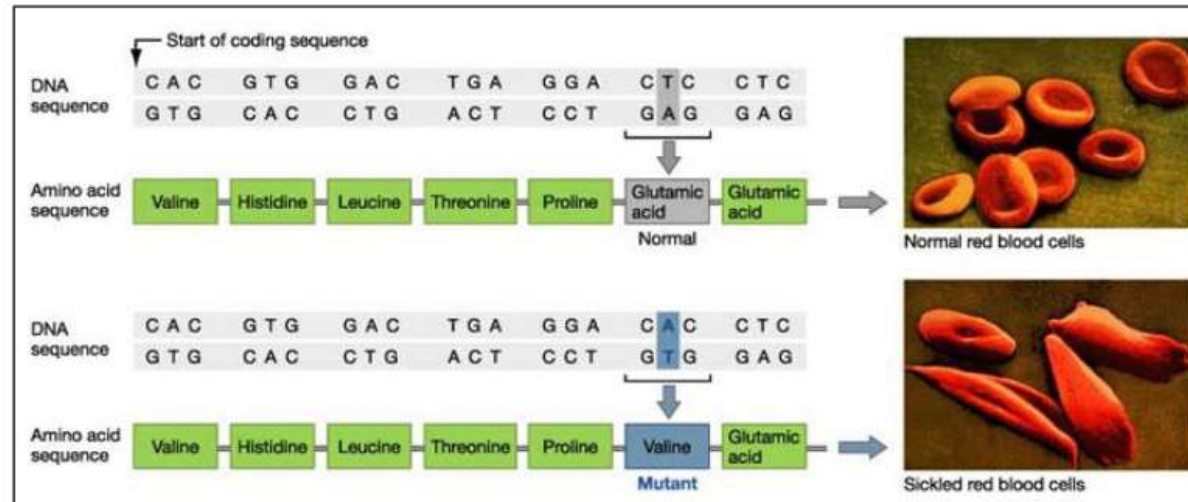 Start of coding sequence
DNA sequence
C A C G T G G A C T G A G G A C T C C T C
G T G C A C C T G A C T C C T G A G G A G
Amino acid sequence
Valine Histidine Leucine Threonine Proline Glutamic acid Glutamic acid
Normal
Normal red blood cells
DNA sequence
C A C G T G G A C T G A G G A C A C C T C
G T G C A C C T G A C T C C T G T G G A G
Amino acid sequence
Valine Histidine Leucine Threonine Proline Valine Glutamic acid
Mutant
Sickled red blood cells